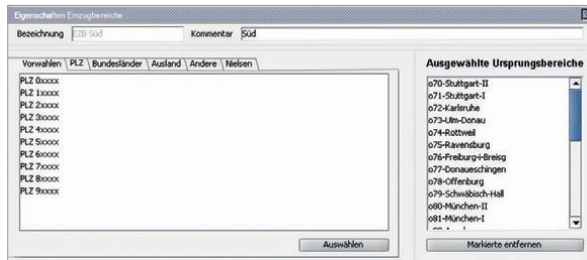 Eigenschaften Einzugbereiche
Bezeichnung EZB Süd Kommentar Süd
Vorwahlen PLZ Bundesländer Ausland Andere Nielsen
PLZ 0xxxx
PLZ 1xxxx
PLZ 2xxxx
PLZ 3xxxx
PLZ 4xxxx
PLZ 5xxxx
PLZ 6xxxx
PLZ 7xxxx
PLZ 8xxxx
PLZ 9xxxx
Auswählen
Ausgewählte Ursprungsbereiche
o70-Stuttgart-II
o71-Stuttgart-I
o72-Karlsruhe
o73-Ulm-Donau
o74-Rottweil
o75-Ravensburg
o76-Freiburg-i-Breisg
o77-Donaueschingen
o78-Offenburg
o79-Schwäbisch-Hall
o80-München-II
o81-München-I
Markierte entfernen